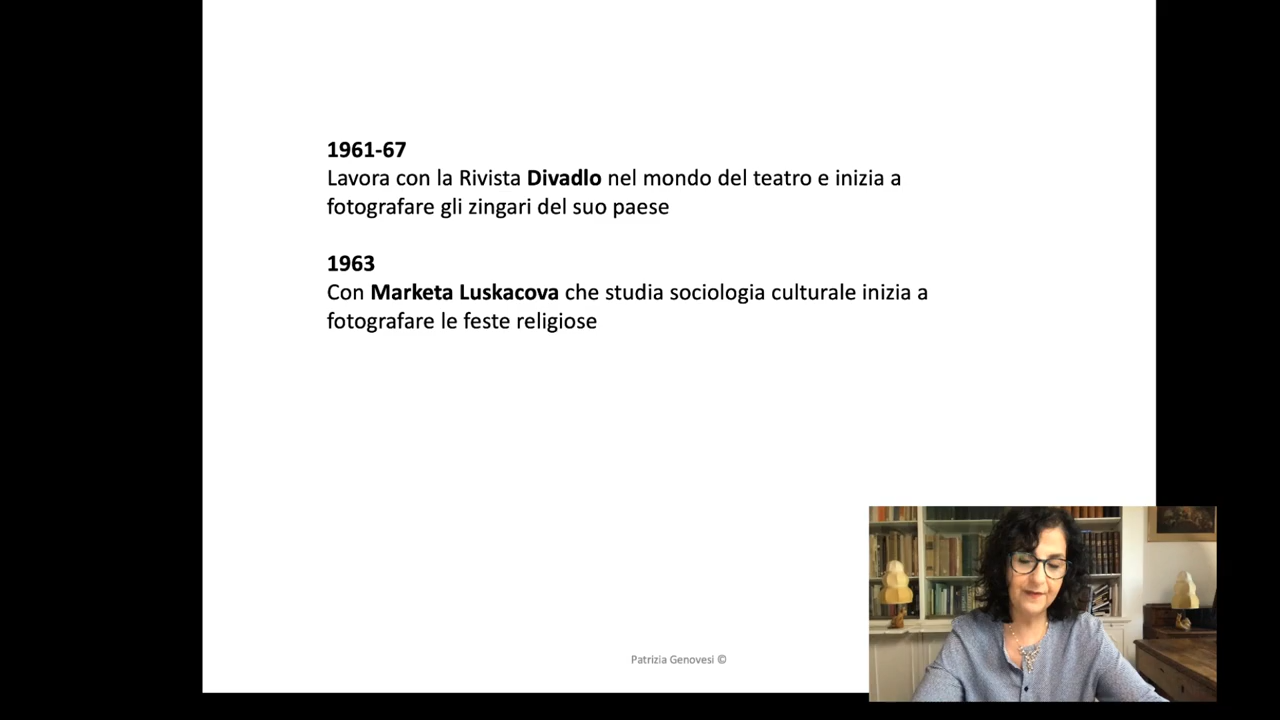 1961-67
Lavora con la Rivista Divadlo nel mondo del teatro e inizia a
fotografare gli zingari del suo paese
1963
Con Marketa Luskacova che studia sociologia culturale inizia a
fotografare le feste religiose
Patrizia Genovesi ©